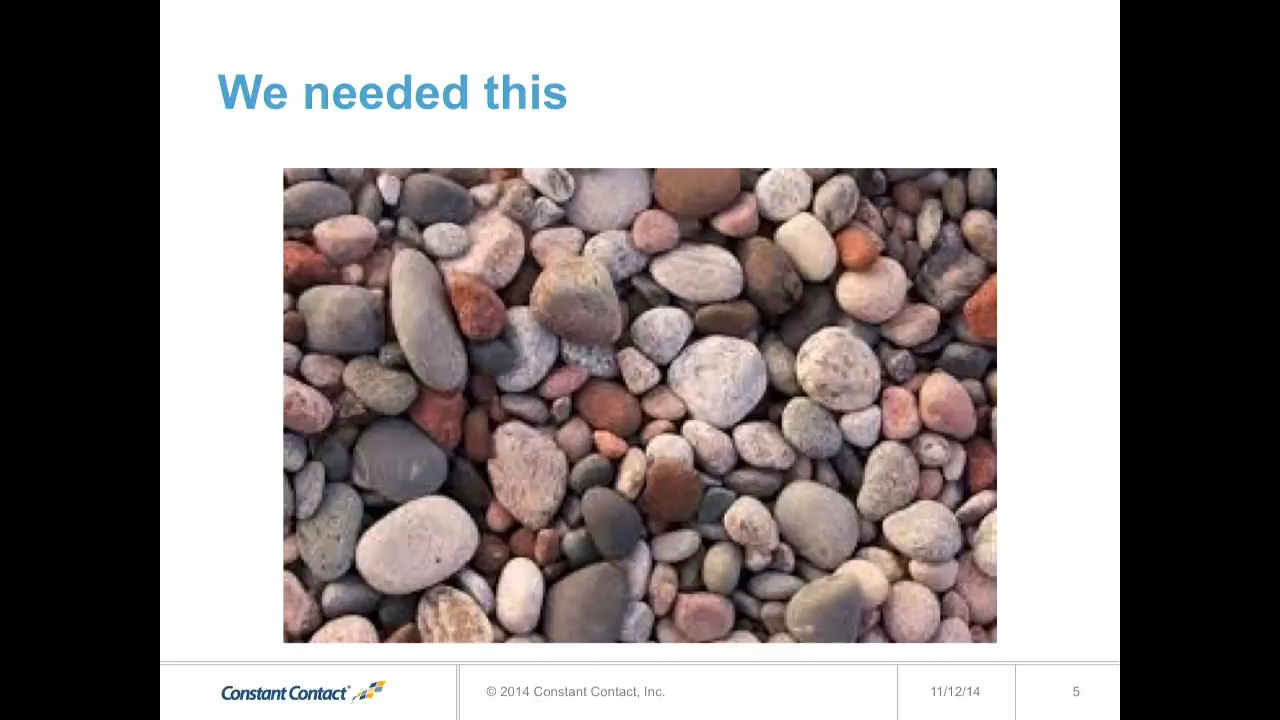 We needed this
Constant Contact®
© 2014 Constant Contact, Inc.
11/12/14
5